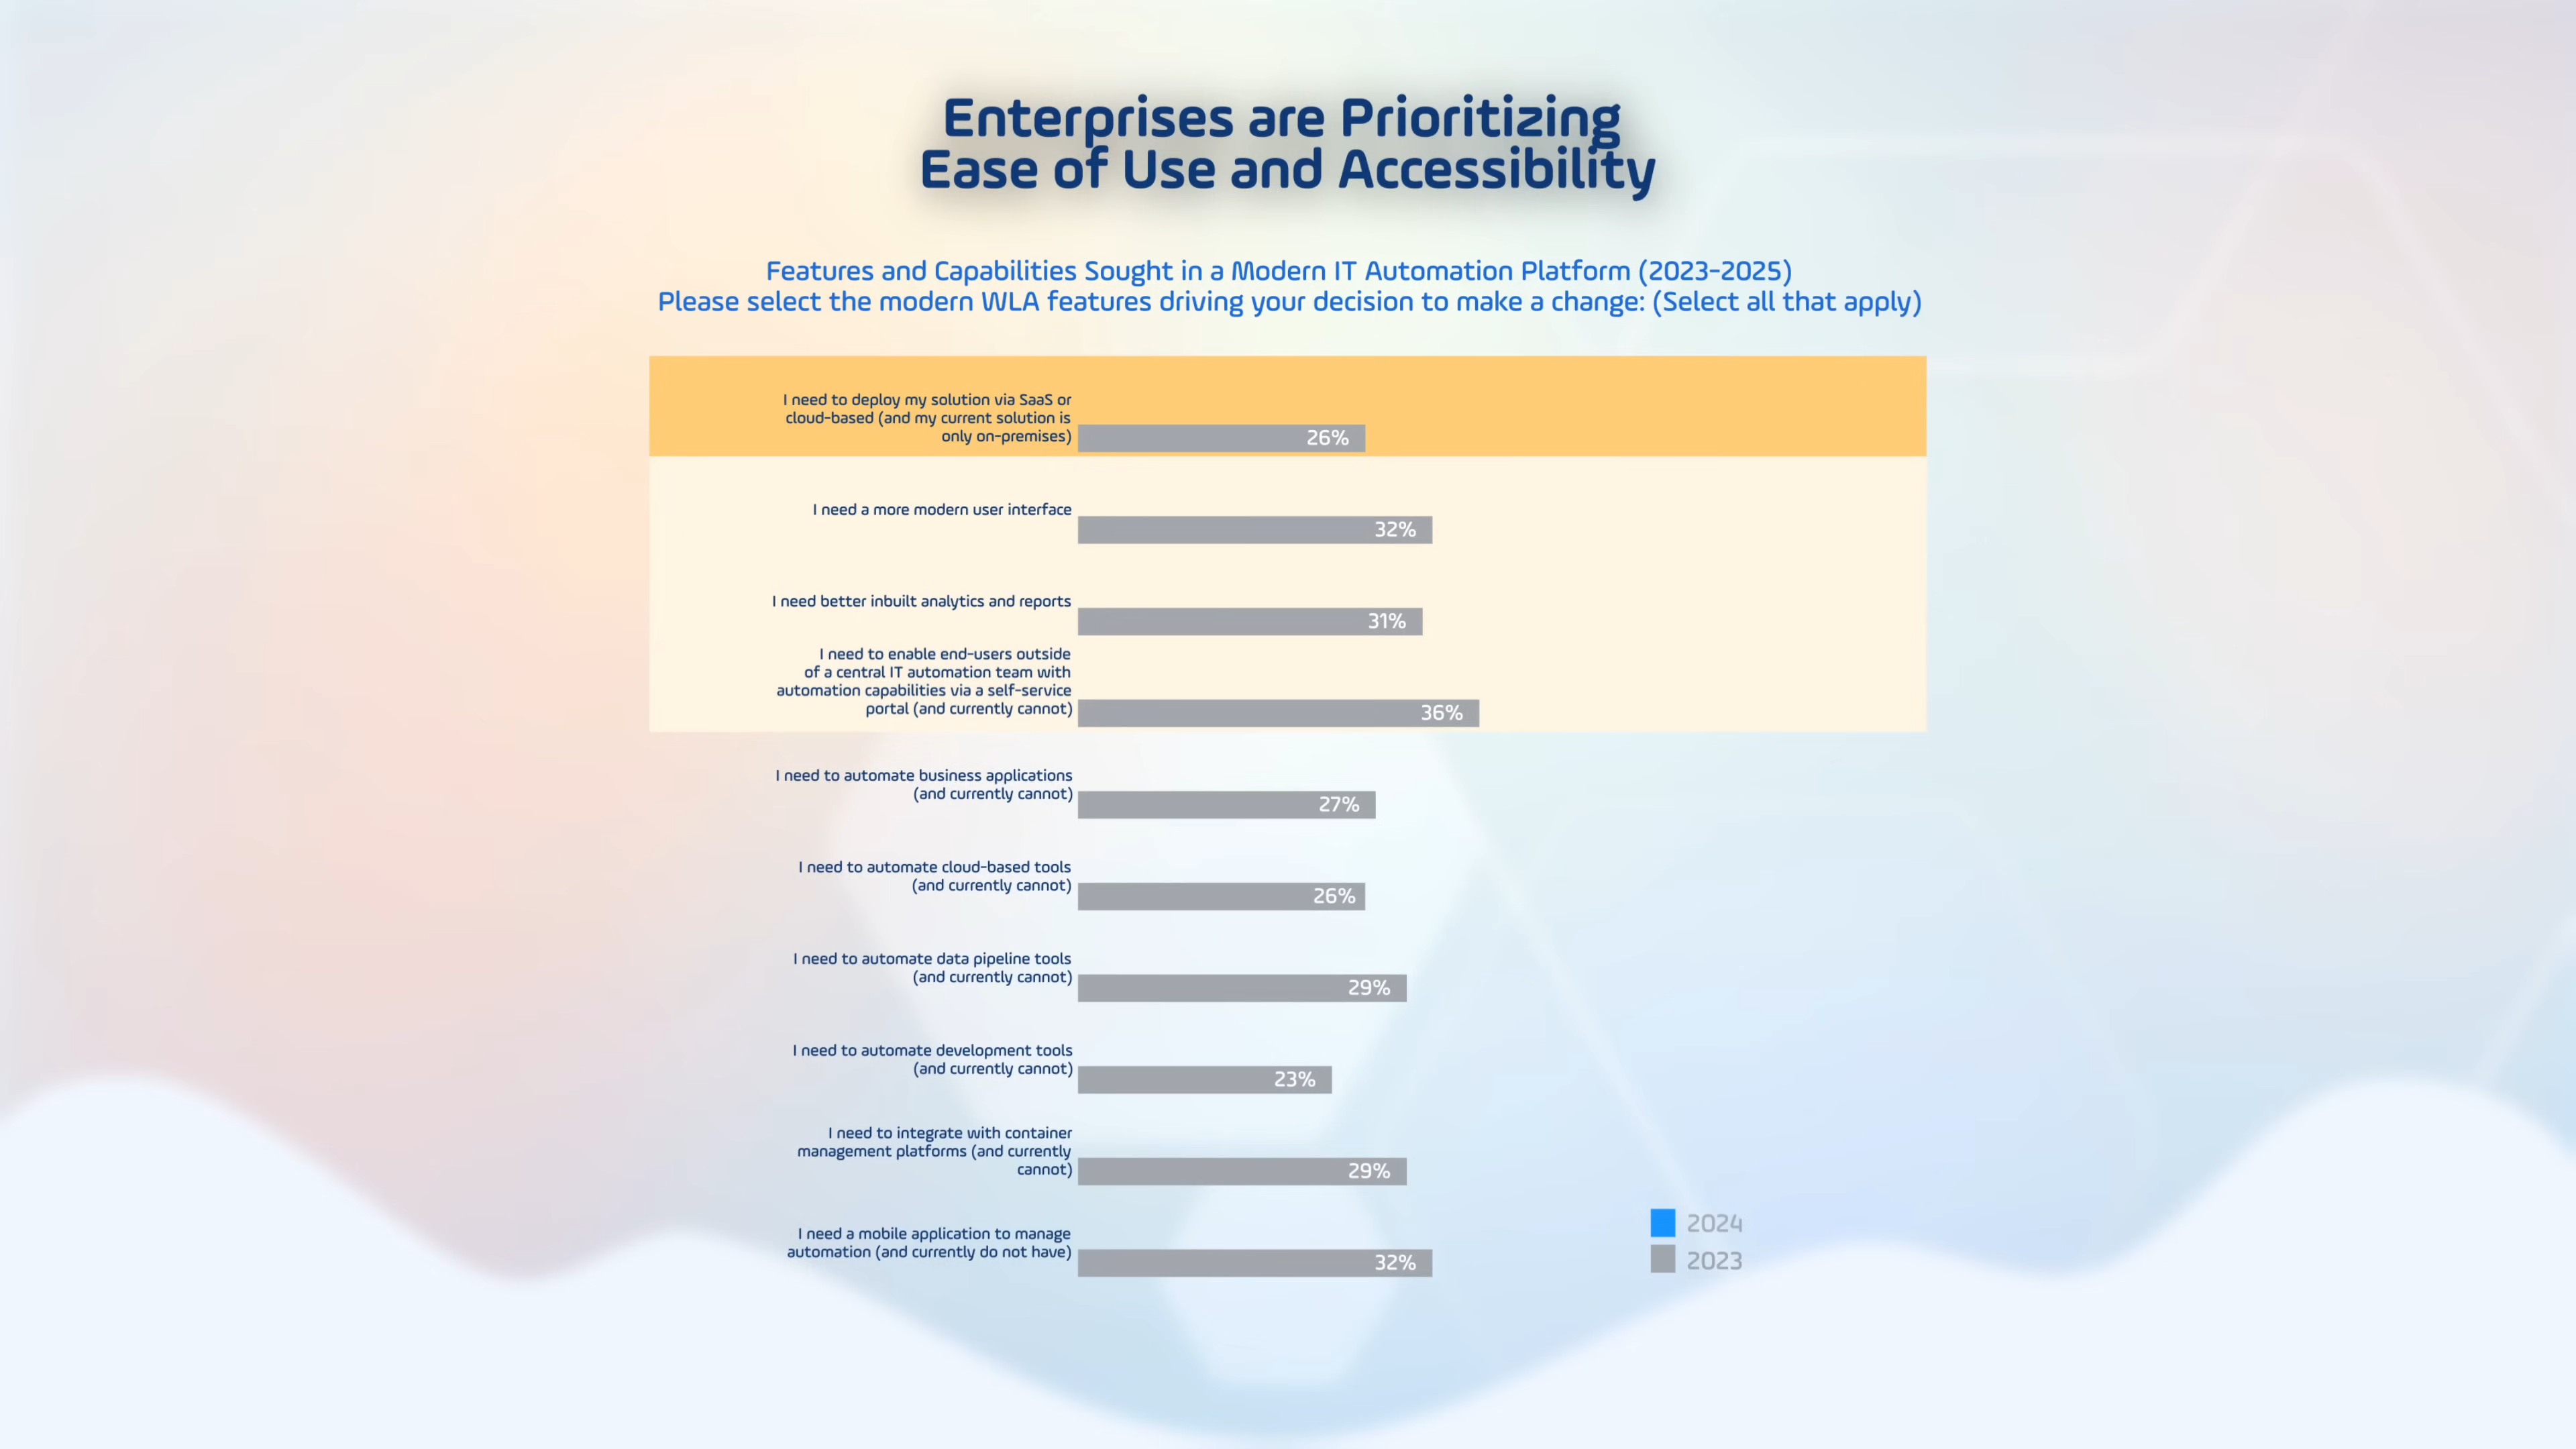 Enterprises are Prioritizing
Ease of Use and Accessibility
Features and Capabilities Sought in a Modern IT Automation Platform (2023-2025)
Please select the modern WLA features driving your decision to make a change: (Select all that apply)
I need to deploy my solution via SaaS or
cloud-based (and my current solution is
only on-premises)
26%
I need a more modern user interface
32%
I need better inbuilt analytics and reports
31%
I need to enable end-users outside
of a central IT automation team with
automation capabilities via a self-service
portal (and currently cannot)
36%
I need to automate business applications
(and currently cannot)
27%
I need to automate cloud-based tools
(and currently cannot)
26%
I need to automate data pipeline tools
(and currently cannot)
29%
I need to automate development tools
(and currently cannot)
23%
I need to integrate with container
management platforms (and currently
cannot)
29%
I need a mobile application to manage
automation (and currently do not have)
32%
2024
2023